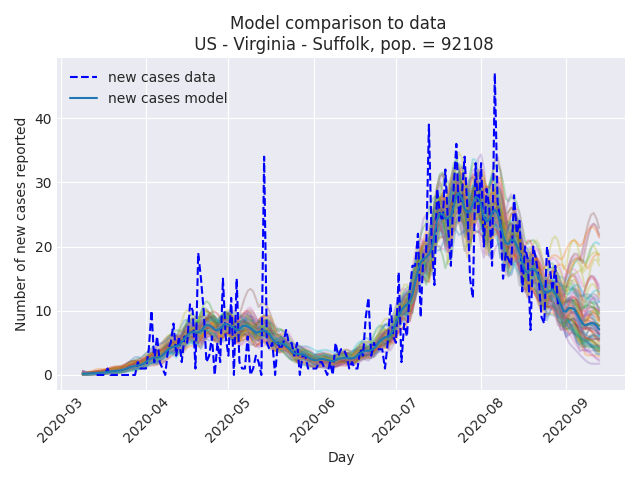 Model comparison to data
US - Virginia - Suffolk, pop. = 92108
new cases data
new cases model
Number of new cases reported
40
30
20
10
0
2020-03
2020-04
2020-05
2020-06
2020-07
2020-08
2020-09
Day